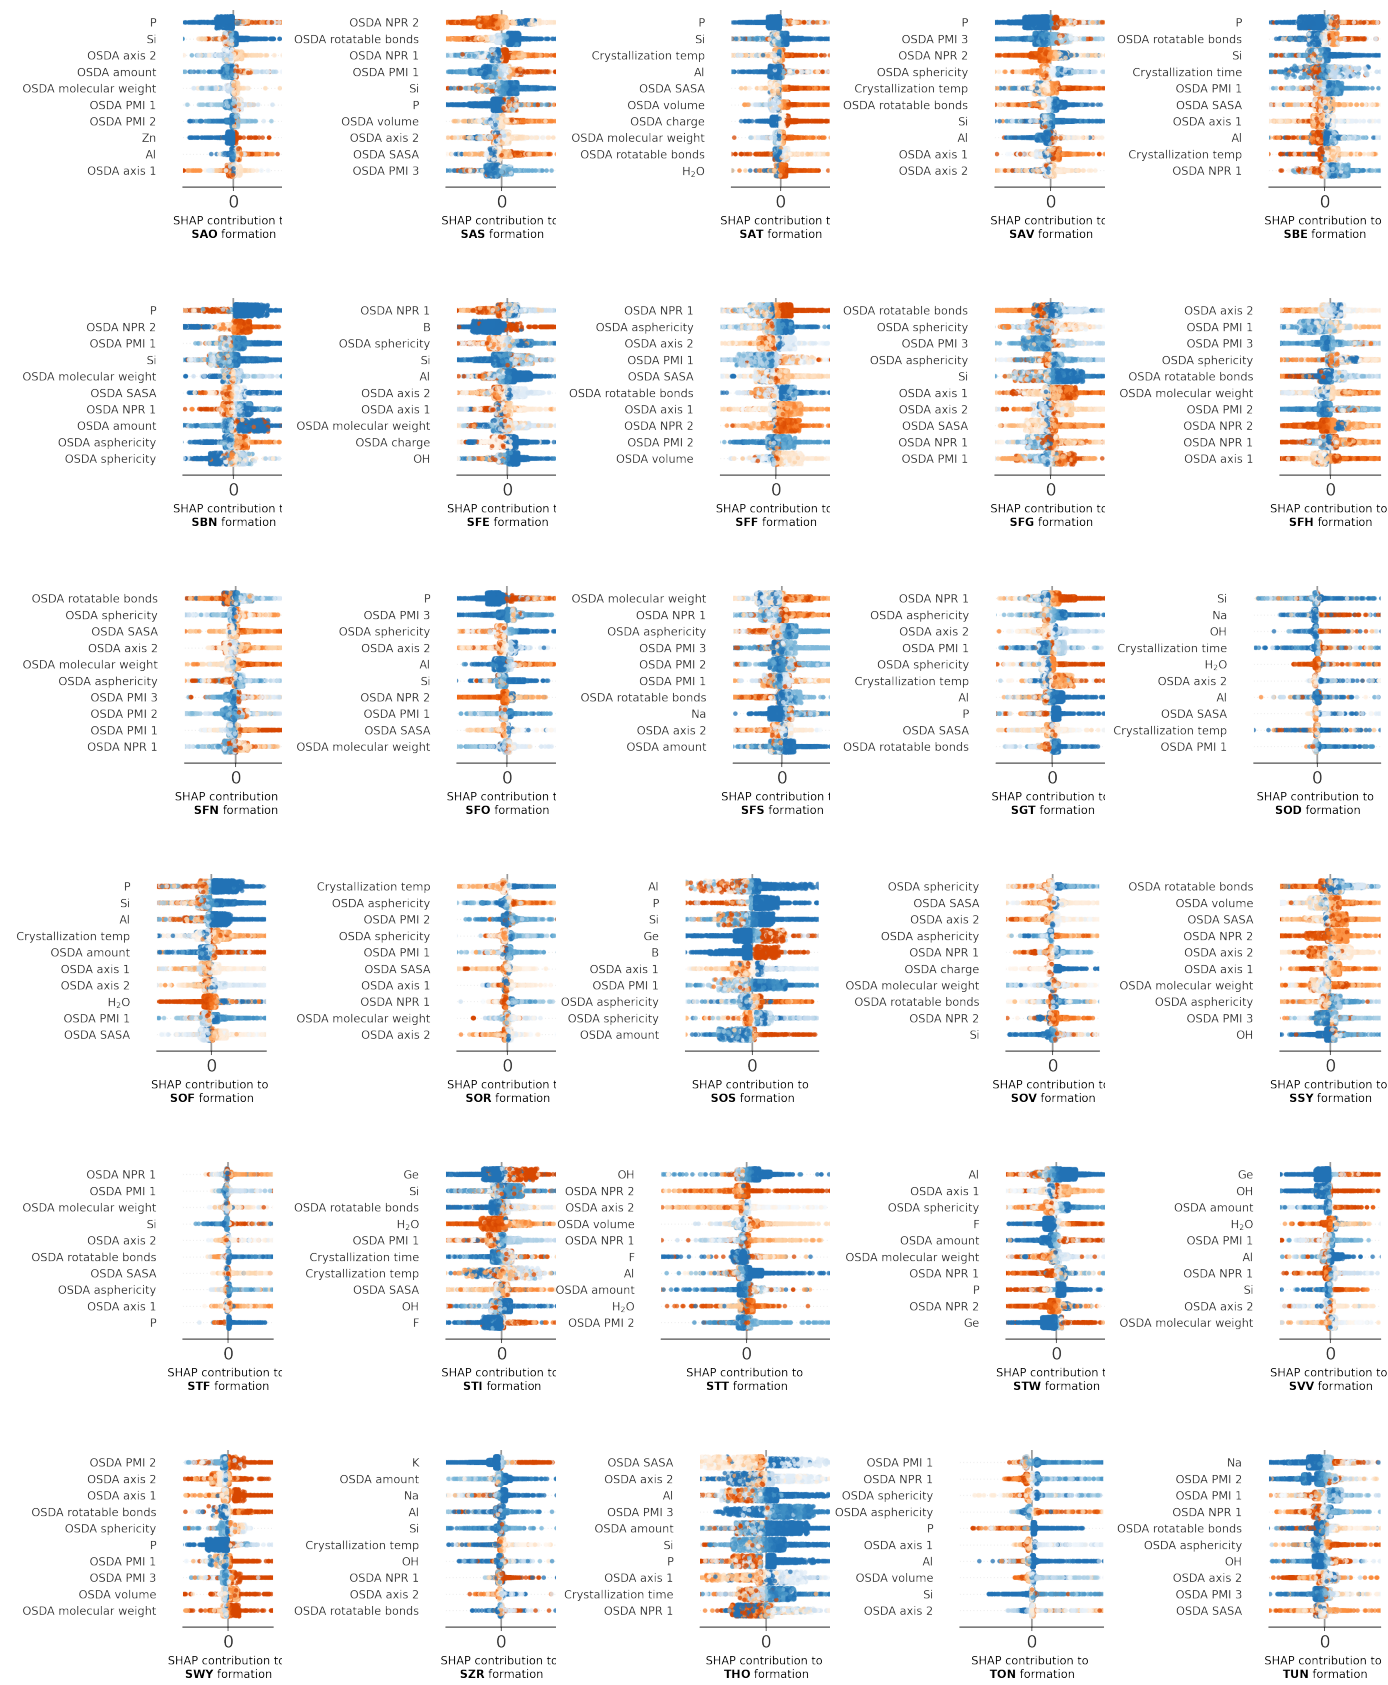 P
Si
OSDA axis 2
OSDA amount
OSDA molecular weight
OSDA PMI 1
OSDA PMI 2
Zn
Al
OSDA axis 1
0
SHAP contribution t
SAO formation
OSDA NPR 2
OSDA rotatable bonds
OSDA NPR 1
OSDA PMI 1
Si
P
OSDA volume
OSDA axis 2
OSDA SASA
OSDA PMI 3
0
SHAP contribution t
SAS formation
P
Si
Crystallization temp
Al
OSDA SASA
OSDA volume
OSDA charge
OSDA molecular weight
OSDA rotatable bonds
H₂O
0
SHAP contribution t
SAT formation
P
OSDA PMI 3
OSDA NPR 2
OSDA sphericity
Crystallization temp
OSDA rotatable bonds
Si
Al
OSDA axis 1
OSDA axis 2
0
SHAP contribution tc
SAV formation
P
OSDA rotatable bonds
Si
Crystallization time
OSDA PMI 1
OSDA SASA
OSDA axis 1
Al
Crystallization temp
OSDA NPR 1
0
SHAP contribution to
SBE formation
P
OSDA NPR 2
OSDA PMI 1
Si
OSDA molecular weight
OSDA SASA
OSDA NPR 1
OSDA amount
OSDA asphericity
OSDA sphericity
0
SHAP contribution t
SBN formation
OSDA NPR 1
B
OSDA sphericity
Si
Al
OSDA axis 2
OSDA axis 1
OSDA molecular weight
OSDA charge
OH
0
SHAP contribution t
SFE formation
OSDA NPR 1
OSDA asphericity
OSDA axis 2
OSDA PMI 1
OSDA SASA
OSDA rotatable bonds
OSDA axis 1
OSDA NPR 2
OSDA PMI 2
OSDA volume
0
SHAP contribution tc
SFF formation
OSDA rotatable bonds
OSDA sphericity
OSDA PMI 3
OSDA asphericity
Si
OSDA axis 1
OSDA axis 2
OSDA SASA
OSDA NPR 1
OSDA PMI 1
0
SHAP contribution tc
SFG formation
OSDA axis 2
OSDA PMI 1
OSDA PMI 3
OSDA sphericity
OSDA rotatable bonds
OSDA molecular weight
OSDA PMI 2
OSDA NPR 2
OSDA NPR 1
OSDA axis 1
0
SHAP contribution to
SFH formation
OSDA rotatable bonds
OSDA sphericity
OSDA SASA
OSDA axis 2
OSDA molecular weight
OSDA asphericity
OSDA PMI 3
OSDA PMI 2
OSDA PMI 1
OSDA NPR 1
0
SHAP contribution
SFN formation
P
OSDA PMI 3
OSDA sphericity
OSDA axis 2
Al
Si
OSDA NPR 2
OSDA PMI 1
OSDA SASA
OSDA molecular weight
0
SHAP contribution t
SFO formation
OSDA molecular weight
OSDA NPR 1
OSDA asphericity
OSDA PMI 3
OSDA PMI 2
OSDA PMI 1
OSDA rotatable bonds
Na
OSDA axis 2
OSDA amount
0
SHAP contribution t
SFS formation
OSDA NPR 1
OSDA asphericity
OSDA axis 2
OSDA PMI 1
OSDA sphericity
Crystallization temp
Al
P
OSDA SASA
OSDA rotatable bonds
0
SHAP contribution tc
SGT formation
Si
Na
OH
Crystallization time
H₂O
OSDA axis 2
Al
OSDA SASA
Crystallization temp
OSDA PMI 1
0
SHAP contribution to
SOD formation
P
Si
Al
Crystallization temp
OSDA amount
OSDA axis 1
OSDA axis 2
H₂O
OSDA PMI 1
OSDA SASA
0
SHAP contribution to
SOF formation
Crystallization temp
OSDA asphericity
OSDA PMI 2
OSDA sphericity
OSDA PMI 1
OSDA SASA
OSDA axis 1
OSDA NPR 1
OSDA molecular weight
OSDA axis 2
0
SHAP contribution t
SOR formation
Al
P
Si
Ge
B
OSDA axis 1
OSDA PMI 1
OSDA asphericity
OSDA sphericity
OSDA amount
0
SHAP contribution to
SOS formation
OSDA sphericity
OSDA SASA
OSDA axis 2
OSDA asphericity
OSDA NPR 1
OSDA charge
OSDA molecular weight
OSDA rotatable bonds
OSDA NPR 2
Si
0
SHAP contribution tc
SOV formation
OSDA rotatable bonds
OSDA volume
OSDA SASA
OSDA NPR 2
OSDA axis 2
OSDA axis 1
OSDA molecular weight
OSDA asphericity
OSDA PMI 3
OH
0
SHAP contribution to
SSY formation
OSDA NPR 1
OSDA PMI 1
OSDA molecular weight
Si
OSDA axis 2
OSDA rotatable bonds
OSDA SASA
OSDA asphericity
OSDA axis 1
P
0
SHAP contribution tc
STF formation
Ge
Si
OSDA rotatable bonds
H₂O
OSDA PMI 1
Crystallization time
Crystallization temp
OSDA SASA
OH
F
0
SHAP contribution tc
STI formation
OH
OSDA NPR 2
OSDA axis 2
OSDA volume
OSDA NPR 1
F
Al
OSDA amount
H₂O
OSDA PMI 2
0
SHAP contribution to
STT formation
Al
OSDA axis 1
OSDA sphericity
F
OSDA amount
OSDA molecular weight
OSDA NPR 1
P
OSDA NPR 2
Ge
0
SHAP contribution t
STW formation
Ge
OH
OSDA amount
H₂O
OSDA PMI 1
Al
OSDA NPR 1
Si
OSDA axis 2
OSDA molecular weight
0
SHAP contribution to
SVV formation
OSDA PMI 2
OSDA axis 2
OSDA axis 1
OSDA rotatable bonds
OSDA sphericity
P
OSDA PMI 1
OSDA PMI 3
OSDA volume
OSDA molecular weight
0
SHAP contribution tc
SWY formation
K
OSDA amount
Na
Al
Si
Crystallization temp
OH
OSDA NPR 1
OSDA axis 2
OSDA rotatable bonds
0
SHAP contribution tc
SZR formation
OSDA SASA
OSDA axis 2
Al
OSDA PMI 3
OSDA amount
Si
P
OSDA axis 1
Crystallization time
OSDA NPR 1
0
SHAP contribution to
THO formation
OSDA PMI 1
OSDA NPR 1
OSDA sphericity
OSDA asphericity
P
OSDA axis 1
Al
OSDA volume
Si
OSDA axis 2
0
SHAP contribution to
TON formation
Na
OSDA PMI 2
OSDA PMI 1
OSDA NPR 1
OSDA rotatable bonds
OSDA asphericity
OH
OSDA axis 2
OSDA PMI 3
OSDA SASA
0
SHAP contribution to
TUN formation